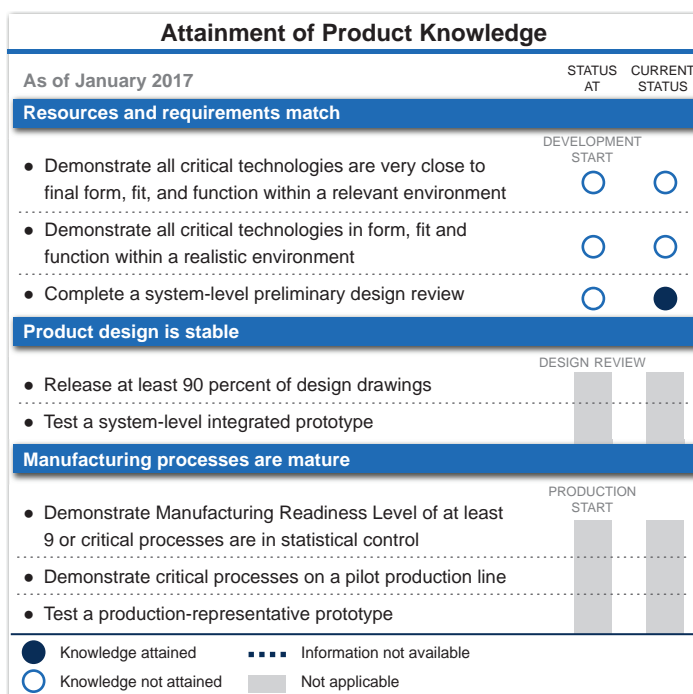 Attainment of Product Knowledge
As of January 2017
STATUS AT
CURRENT STATUS
Resources and requirements match
DEVELOPMENT START
● Demonstrate all critical technologies are very close to
final form, fit, and function within a relevant environment
● Demonstrate all critical technologies in form, fit and
function within a realistic environment
● Complete a system-level preliminary design review
Product design is stable
DESIGN REVIEW
● Release at least 90 percent of design drawings
● Test a system-level integrated prototype
Manufacturing processes are mature
PRODUCTION START
● Demonstrate Manufacturing Readiness Level of at least
9 or critical processes are in statistical control
● Demonstrate critical processes on a pilot production line
● Test a production-representative prototype
Knowledge attained
Information not available
Knowledge not attained
Not applicable